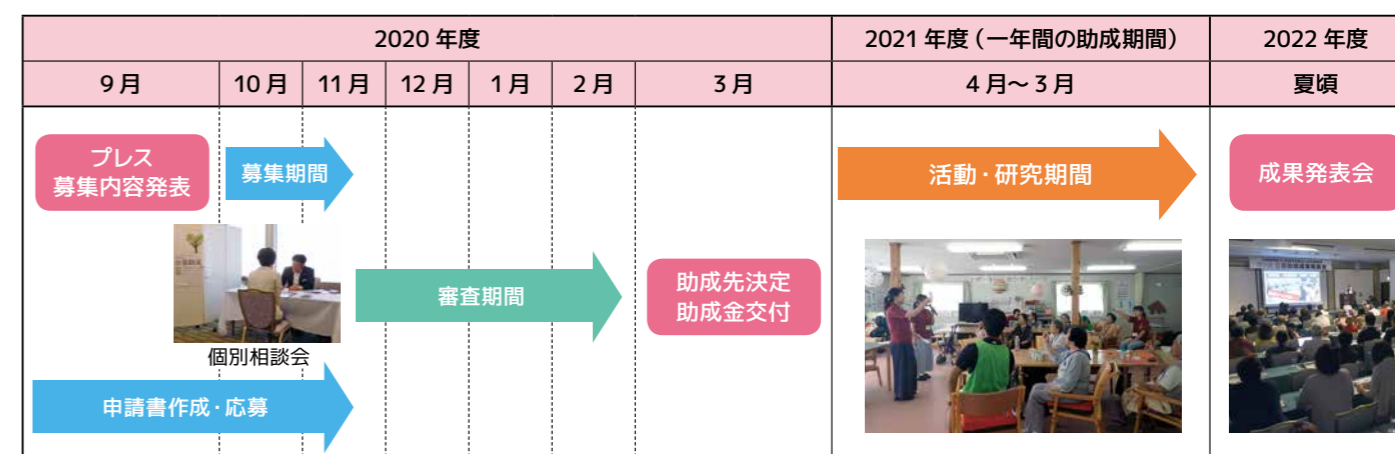 2020 年度
2021 年度（一年間の助成期間）
2022 年度
9 月
10 月
11 月
12 月
1 月
2 月
3 月
4 月～ 3 月
夏頃
プレス
募集内容発表
募集期間
活動・研究期間
成果発表会
審査期間
助成先決定
助成金交付
個別相談会
申請書作成・応募